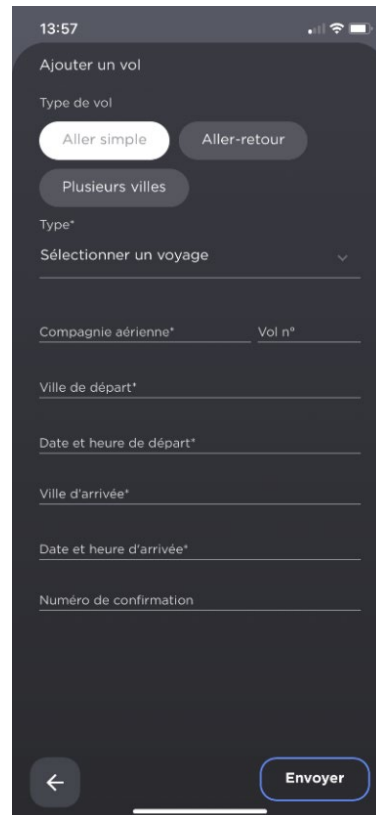 13:57
Ajouter un vol
Type de vol
Aller simple Aller-retour
Plusieurs villes
Type*
Sélectionner un voyage
Compagnie aérienne* Vol nº
Ville de départ*
Date et heure de départ*
Ville d'arrivée*
Date et heure d'arrivée*
Numéro de confirmation
Envoyer